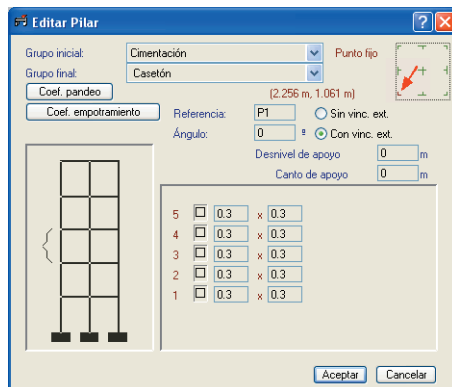 Editar Pilar
Grupo inicial: Cimentación Punto fijo
Grupo final: Casetón
Coef. pandeo (2.256 m, 1.061 m)
Coef. empotramiento Referencia: P1 Sin vinc. ext.
Ángulo: 0 º Con vinc. ext.
Desnivel de apoyo 0 m
Canto de apoyo 0 m
5 0.3 x 0.3
4 0.3 x 0.3
3 0.3 x 0.3
2 0.3 x 0.3
1 0.3 x 0.3
Aceptar Cancelar